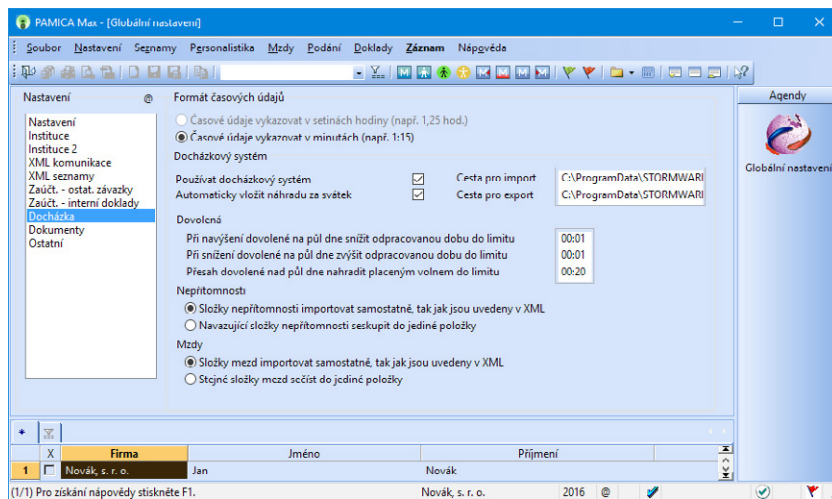 PAMICA Max - [Globální nastavení]
Soubor Nastavení Seznamy Personalistika Mzdy Podání Doklady Záznam Nápověda
Nastavení @
Nastavení
Instituce
Instituce 2
XML komunikace
XML seznamy
Zaúčt. - ostat. závazky
Zaúčt. - interní doklady
Docházka
Dokumenty
Ostatní
Formát časových údajů
Časové údaje vykazovat v setinách hodiny (např. 1,25 hod.)
Časové údaje vykazovat v minutách (např. 1:15)
Docházkový systém
Používat docházkový systém Cesta pro import C:\ProgramData\STORMWARI
Automaticky vložit náhradu za svátek Cesta pro export C:\ProgramData\STORMWARI
Dovolená
Při navýšení dovolené na půl dne snížit odpracovanou dobu do limitu 00:01
Při snížení dovolené na půl dne zvýšit odpracovanou dobu do limitu 00:01
Přesah dovolené nad půl dne nahradit placeným volnem do limitu 00:20
Nepřítomnosti
Složky nepřítomnosti importovat samostatně, tak jak jsou uvedeny v XML
Navazující složky nepřítomnosti seskupit do jediné položky
Mzdy
Složky mezd importovat samostatně, tak jak jsou uvedeny v XML
Stejné složky mezd sečíst do jediné položky
Agendy
Globální nastavení
* 
X Firma Jméno Příjmení
1 Novák, s. r. o. Jan Novák
(1/1) Pro získání nápovědy stiskněte F1. Novák, s. r. o. 2016 @